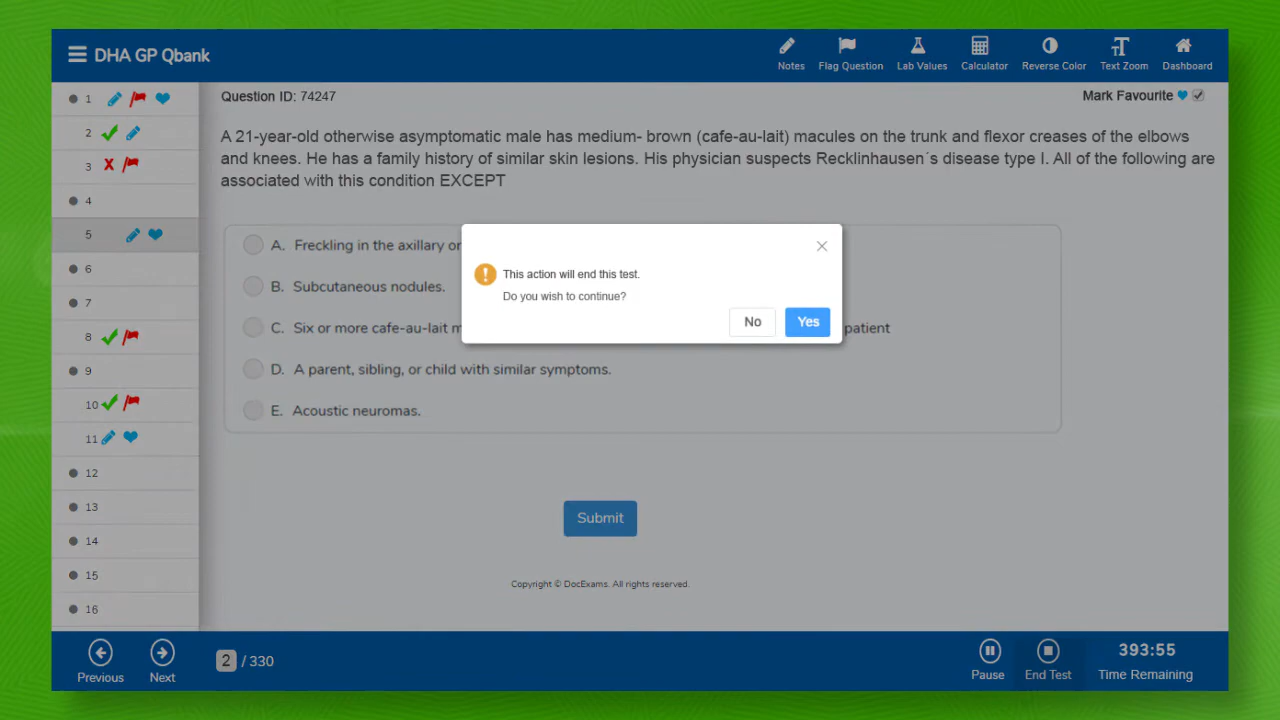 DHA GP Qbank
Notes
Flag Question
Lab Values
Calculator
Reverse Color
Text Zoom
Dashboard
1
2
3
4
5
6
7
8
9
10
11
12
13
14
15
16
Question ID: 74247
Mark Favourite
A 21-year-old otherwise asymptomatic male has medium- brown (cafe-au-lait) macules on the trunk and flexor creases of the elbows
and knees. He has a family history of similar skin lesions. His physician suspects Recklinhausen´s disease type I. All of the following are
associated with this condition EXCEPT
A. Freckling in the axillary or
B. Subcutaneous nodules.
C. Six or more cafe-au-lait m
patient
D. A parent, sibling, or child with similar symptoms.
E. Acoustic neuromas.
This action will end this test.
Do you wish to continue?
No
Yes
Submit
Copyright © DocExams. All rights reserved.
Previous
Next
2 / 330
Pause
End Test
393:55
Time Remaining